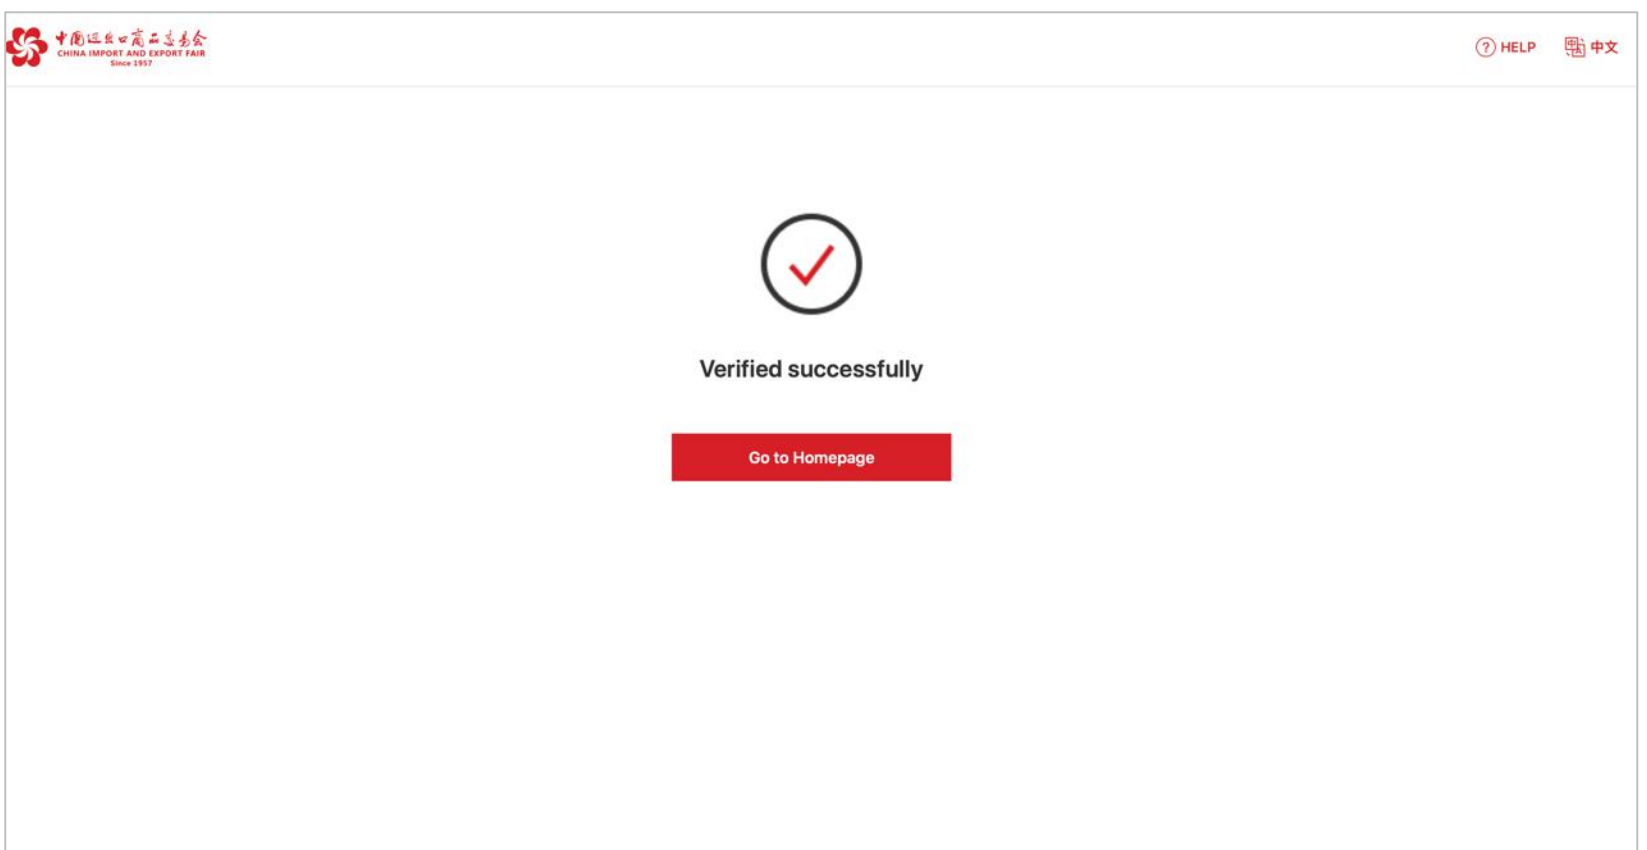 中国进出口商品交易会
CHINA IMPORT AND EXPORT FAIR
Since 1957
HELP
中文
Verified successfully
Go to Homepage